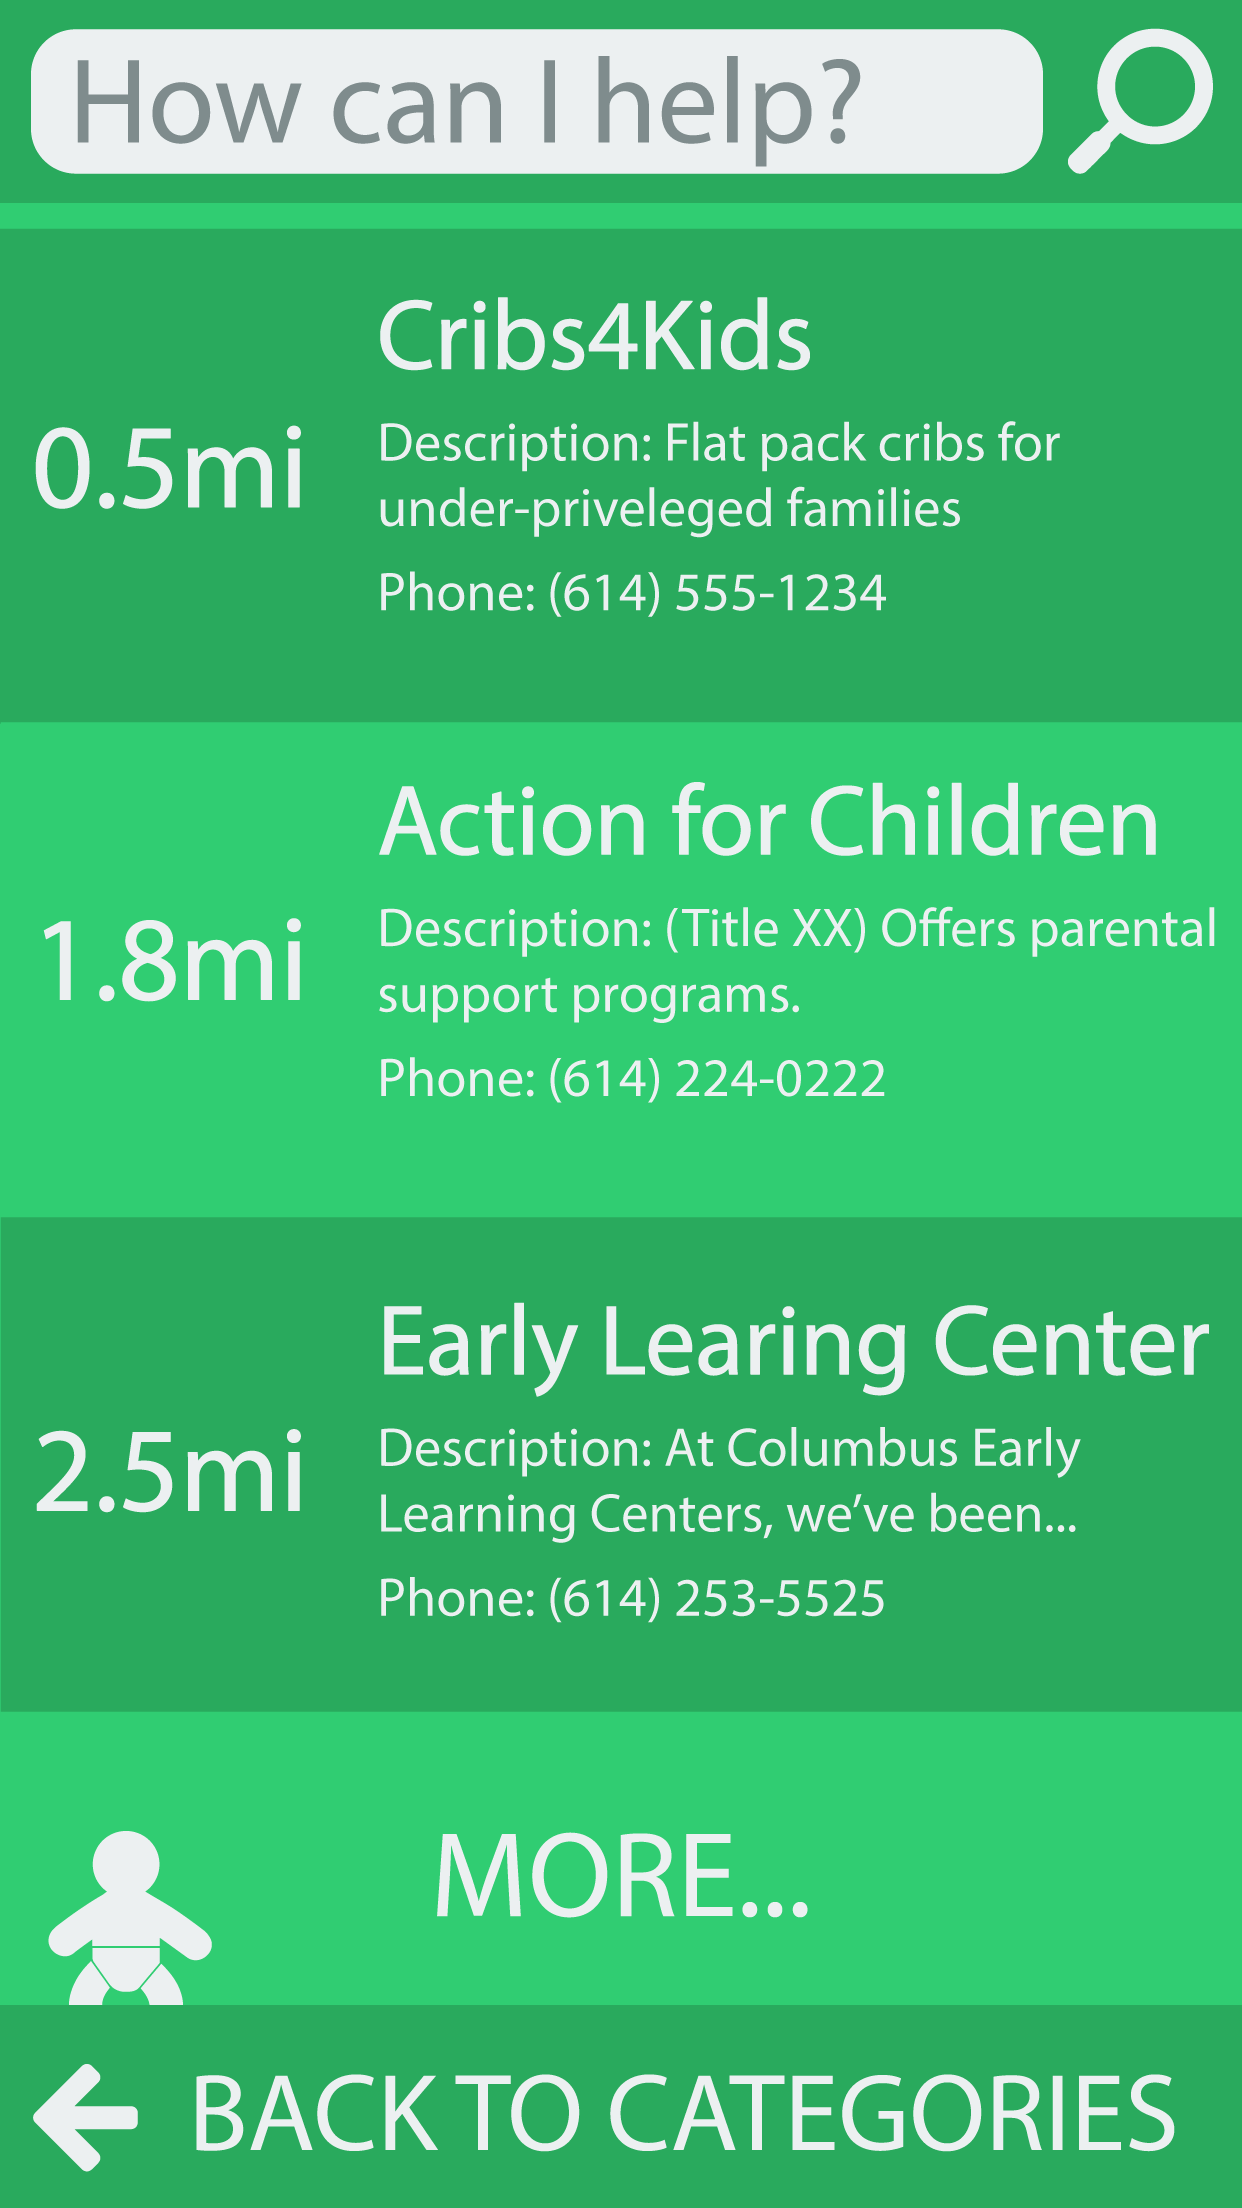 How can I help?
Cribs4Kids
0.5mi
Description: Flat pack cribs for
under-priveleged families
Phone: (614) 555-1234
Action for Children
1.8mi
Description: (Title XX) Offers parental
support programs.
Phone: (614) 224-0222
Early Learing Center
2.5mi
Description: At Columbus Early
Learning Centers, we’ve been...
Phone: (614) 253-5525
MORE...
BACK TO CATEGORIES